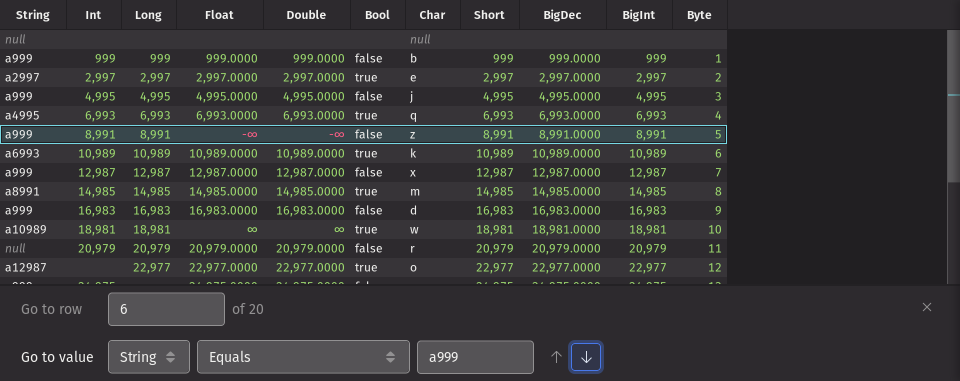 String Int Long Float Double Bool Char Short BigDec BigInt Byte
null null
a999 999 999 999.0000 999.0000 false b 999 999.0000 999 1
a2997 2,997 2,997 2,997.0000 2,997.0000 true e 2,997 2,997.0000 2,997 2
a999 4,995 4,995 4,995.0000 4,995.0000 false j 4,995 4,995.0000 4,995 3
a4995 6,993 6,993 6,993.0000 6,993.0000 true q 6,993 6,993.0000 6,993 4
a999 8,991 8,991 -∞ -∞ false z 8,991 8,991.0000 8,991 5
a6993 10,989 10,989 10,989.0000 10,989.0000 true k 10,989 10,989.0000 10,989 6
a999 12,987 12,987 12,987.0000 12,987.0000 false x 12,987 12,987.0000 12,987 7
a8991 14,985 14,985 14,985.0000 14,985.0000 true m 14,985 14,985.0000 14,985 8
a999 16,983 16,983 16,983.0000 16,983.0000 false d 16,983 16,983.0000 16,983 9
a10989 18,981 18,981 ∞ ∞ true w 18,981 18,981.0000 18,981 10
null 20,979 20,979 20,979.0000 20,979.0000 false r 20,979 20,979.0000 20,979 11
a12987 22,977 22,977.0000 22,977.0000 true o 22,977 22,977.0000 22,977 12
Go to row 6 of 20
Go to value String Equals a999